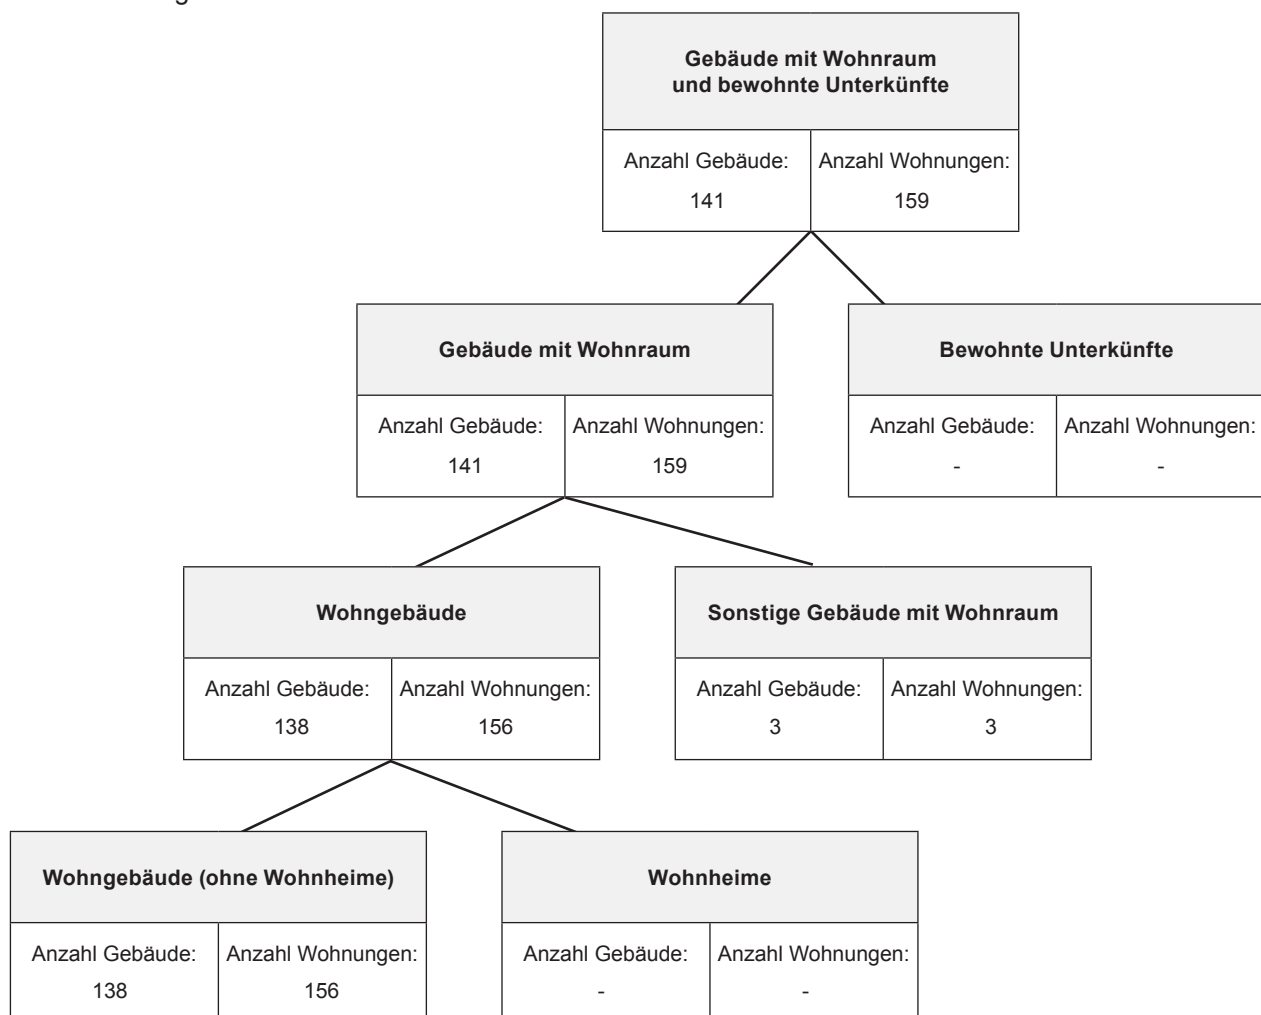 Gebäude mit Wohnraum
und bewohnte Unterkünfte
Anzahl Gebäude: Anzahl Wohnungen:
141 159
Gebäude mit Wohnraum
Anzahl Gebäude: Anzahl Wohnungen:
141 159
Bewohnte Unterkünfte
Anzahl Gebäude: Anzahl Wohnungen:
- -
Wohngebäude
Anzahl Gebäude: Anzahl Wohnungen:
138 156
Sonstige Gebäude mit Wohnraum
Anzahl Gebäude: Anzahl Wohnungen:
3 3
Wohngebäude (ohne Wohnheime)
Anzahl Gebäude: Anzahl Wohnungen:
138 156
Wohnheime
Anzahl Gebäude: Anzahl Wohnungen:
- -